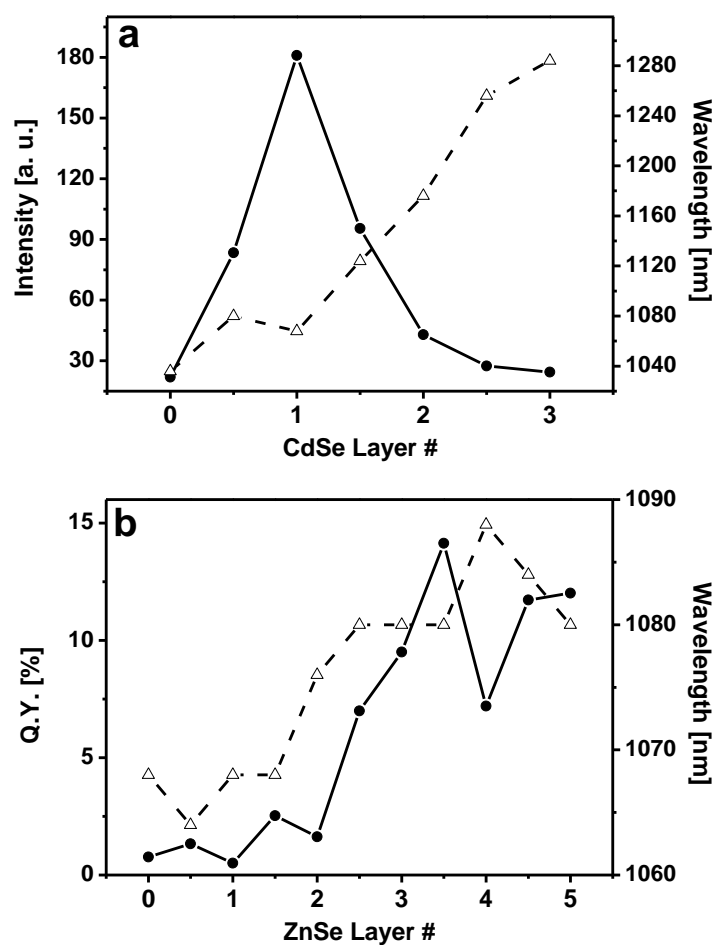 a
180
150
120
90
60
30
Intensity [a. u.]
1280
1240
1200
1160
1120
1080
1040
Wavelength [nm]
0 1 2 3
CdSe Layer #
b
15
10
5
0
Q.Y. [%]
1090
1080
1070
1060
Wavelength [nm]
0 1 2 3 4 5
ZnSe Layer #